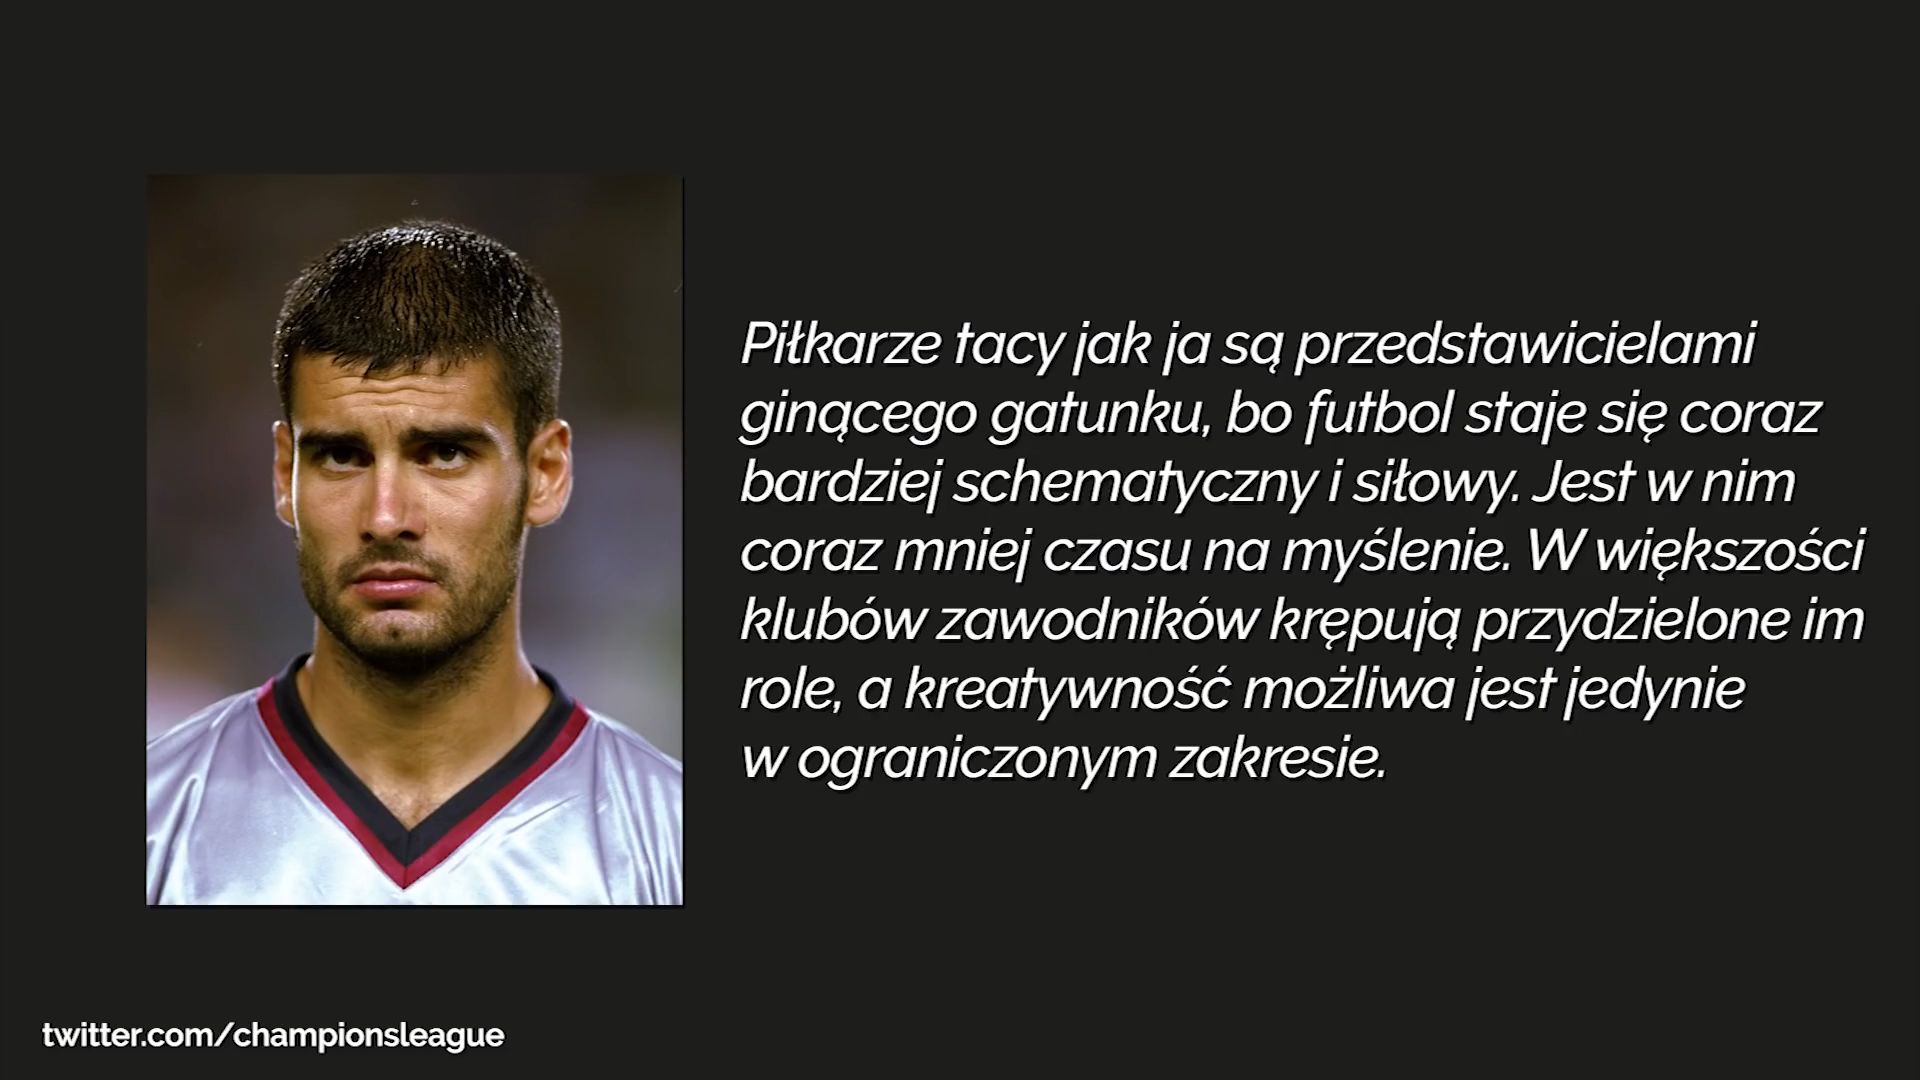 Piłkarze tacy jak ja są przedstawicielami
ginącego gatunku, bo futbol staje się coraz
bardziej schematyczny i siłowy. Jest w nim
coraz mniej czasu na myślenie. W większości
klubów zawodników krępują przydzielone im
role, a kreatywność możliwa jest jedynie
w ograniczonym zakresie.
twitter.com/championsleague